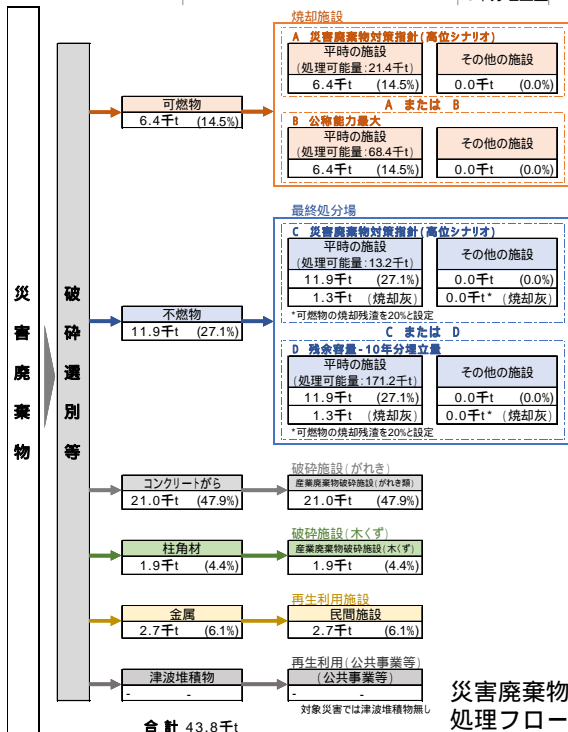 災害廃棄物
破砕選別等
可燃物
6.4千t (14.5%)
焼却施設
A 災害廃棄物対策指針(高位シナリオ)
平時の施設
(処理可能量:21.4千t)
6.4千t (14.5%)
その他の施設
0.0千t (0.0%)
A または B
B 公称能力最大
平時の施設
(処理可能量:68.4千t)
6.4千t (14.5%)
その他の施設
0.0千t (0.0%)
不燃物
11.9千t (27.1%)
最終処分場
C 災害廃棄物対策指針(高位シナリオ)
平時の施設
(処理可能量:13.2千t)
11.9千t (27.1%)
1.3千t (焼却灰)
その他の施設
0.0千t (0.0%)
0.0千t* (焼却灰)
*可燃物の焼却残渣を20%と設定
C または D
D 残余容量-10年分埋立量
平時の施設
(処理可能量:171.2千t)
11.9千t (27.1%)
1.3千t (焼却灰)
その他の施設
0.0千t (0.0%)
0.0千t* (焼却灰)
*可燃物の焼却残渣を20%と設定
コンクリートがら
21.0千t (47.9%)
破砕施設(がれき)
産業廃棄物破砕施設(がれき類)
21.0千t (47.9%)
柱角材
1.9千t (4.4%)
破砕施設(木くず)
産業廃棄物破砕施設(木くず)
1.9千t (4.4%)
金属
2.7千t (6.1%)
再生利用施設
民間施設
2.7千t (6.1%)
津波堆積物
- -
再生利用(公共事業等)
(公共事業等)
- -
対象災害では津波堆積物無し
合計 43.8千t
災害廃棄物
処理フロー